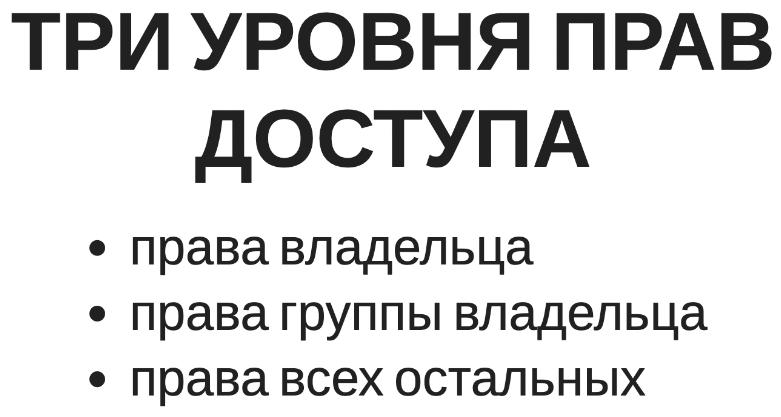 ТРИ УРОВНЯ ПРАВ
ДОСТУПА
• права владельца
• права группы владельца
• права всех остальных